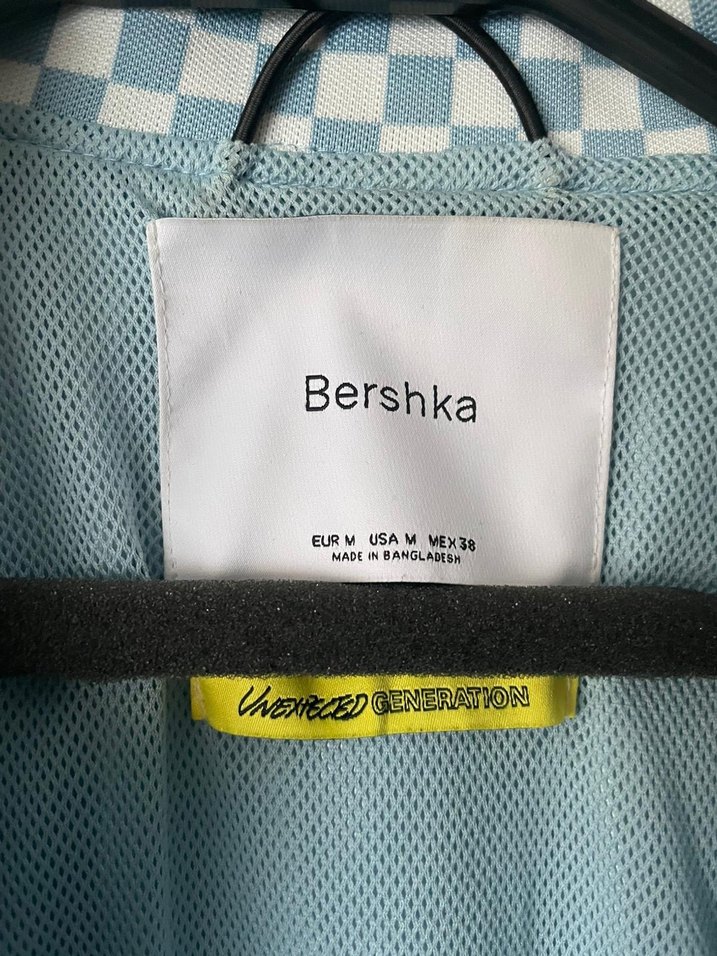 Bershka
EUR M USA M MEX 38
MADE IN BANGLADESH
UNEXPECTED GENERATION